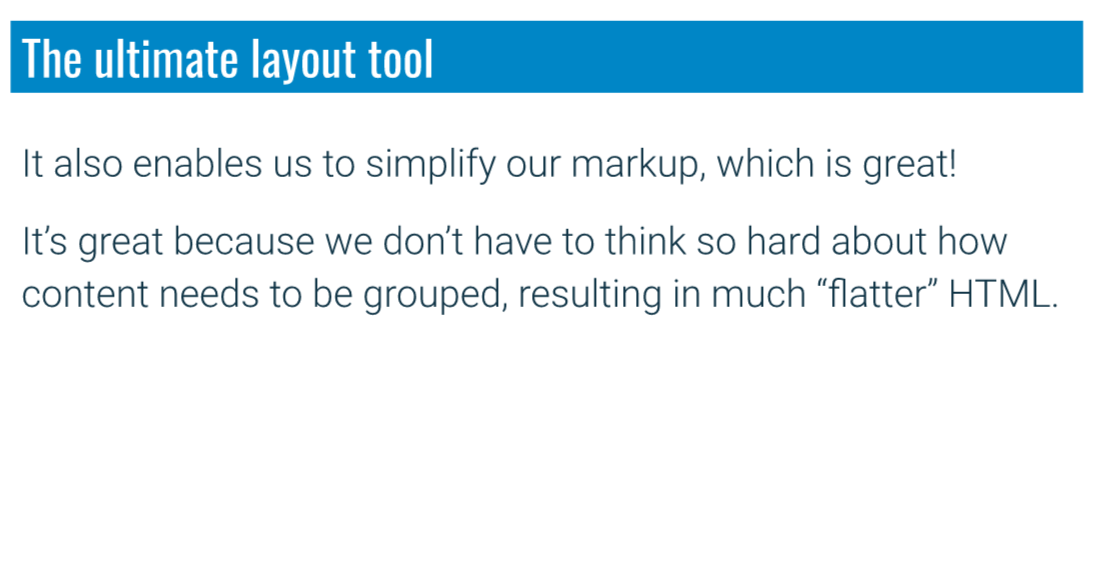 The ultimate layout tool
It also enables us to simplify our markup, which is great!
It’s great because we don’t have to think so hard about how
content needs to be grouped, resulting in much “flatter” HTML.